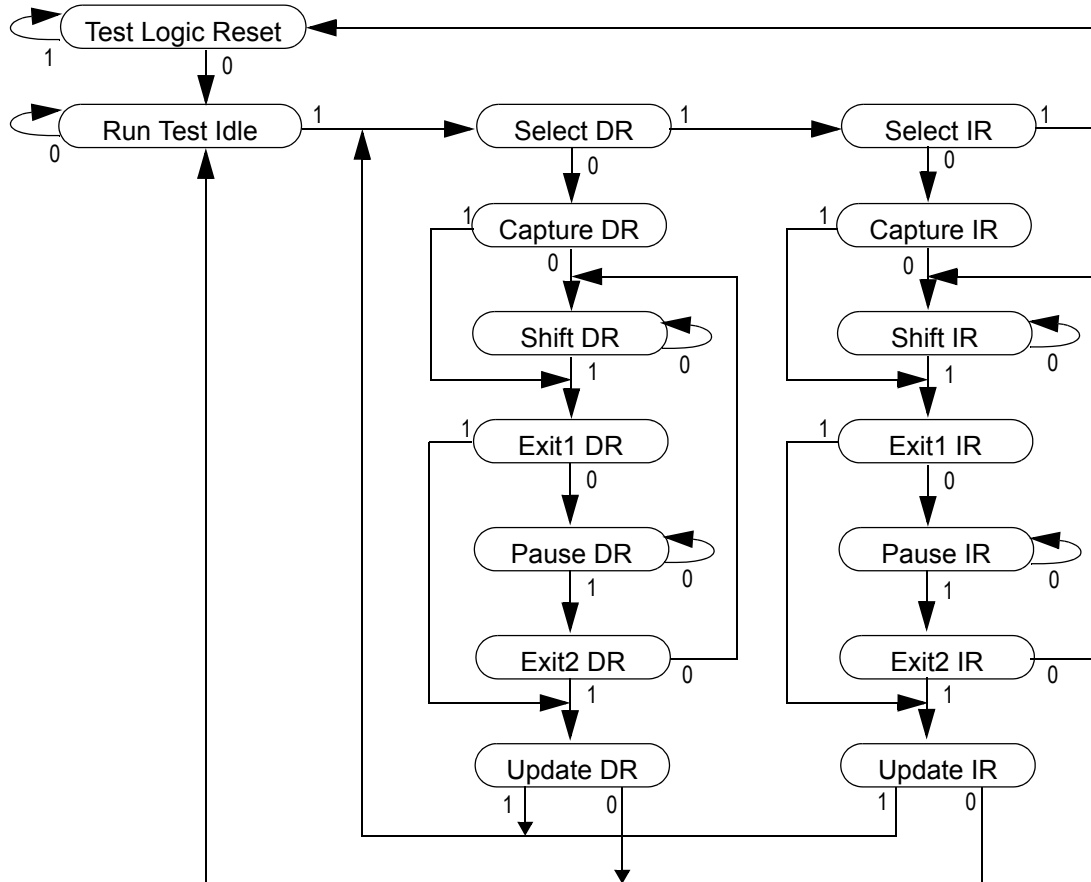 Test Logic Reset
1
0
Run Test Idle
1
0
Select DR
1
0
Select IR
1
0
1
Capture DR
0
1
Capture IR
0
Shift DR
0
1
Shift IR
0
1
1
Exit1 DR
0
1
Exit1 IR
0
Pause DR
0
1
Pause IR
0
1
Exit2 DR
0
1
Exit2 IR
0
1
Update DR
1
0
Update IR
1
0